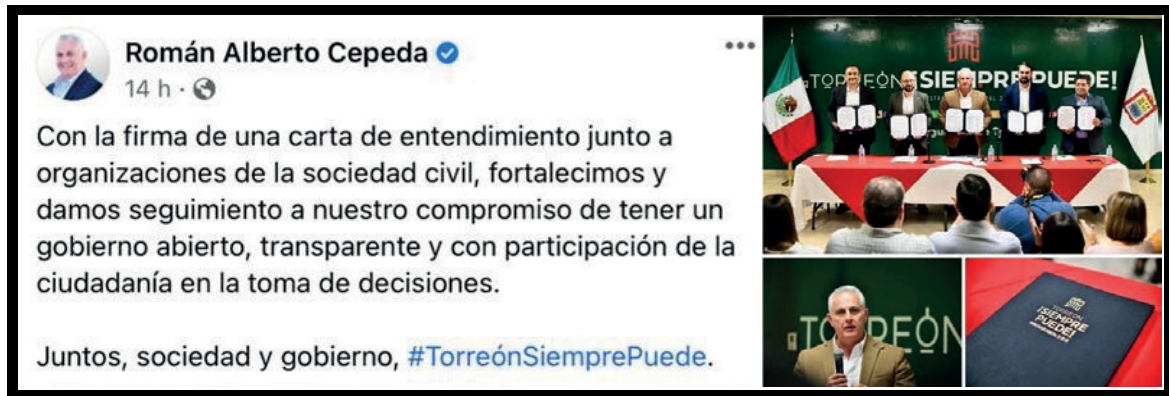 Román Alberto Cepeda
14 h ·
Con la firma de una carta de entendimiento junto a
organizaciones de la sociedad civil, fortalecimos y
damos seguimiento a nuestro compromiso de tener un
gobierno abierto, transparente y con participación de la
ciudadanía en la toma de decisiones.
Juntos, sociedad y gobierno, #TorreónSiemprePuede.
TORREÓN ¡SIEMPRE PUEDE!
TORREÓN
TORREÓN
¡SIEMPRE
PUEDE!